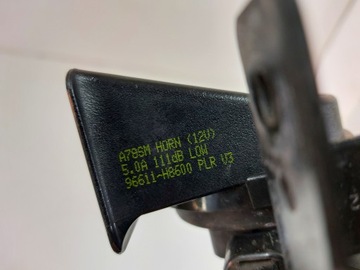 A78SM HORN (12V)
5.0A 111dB LOW
96611-H8600 PLR V3